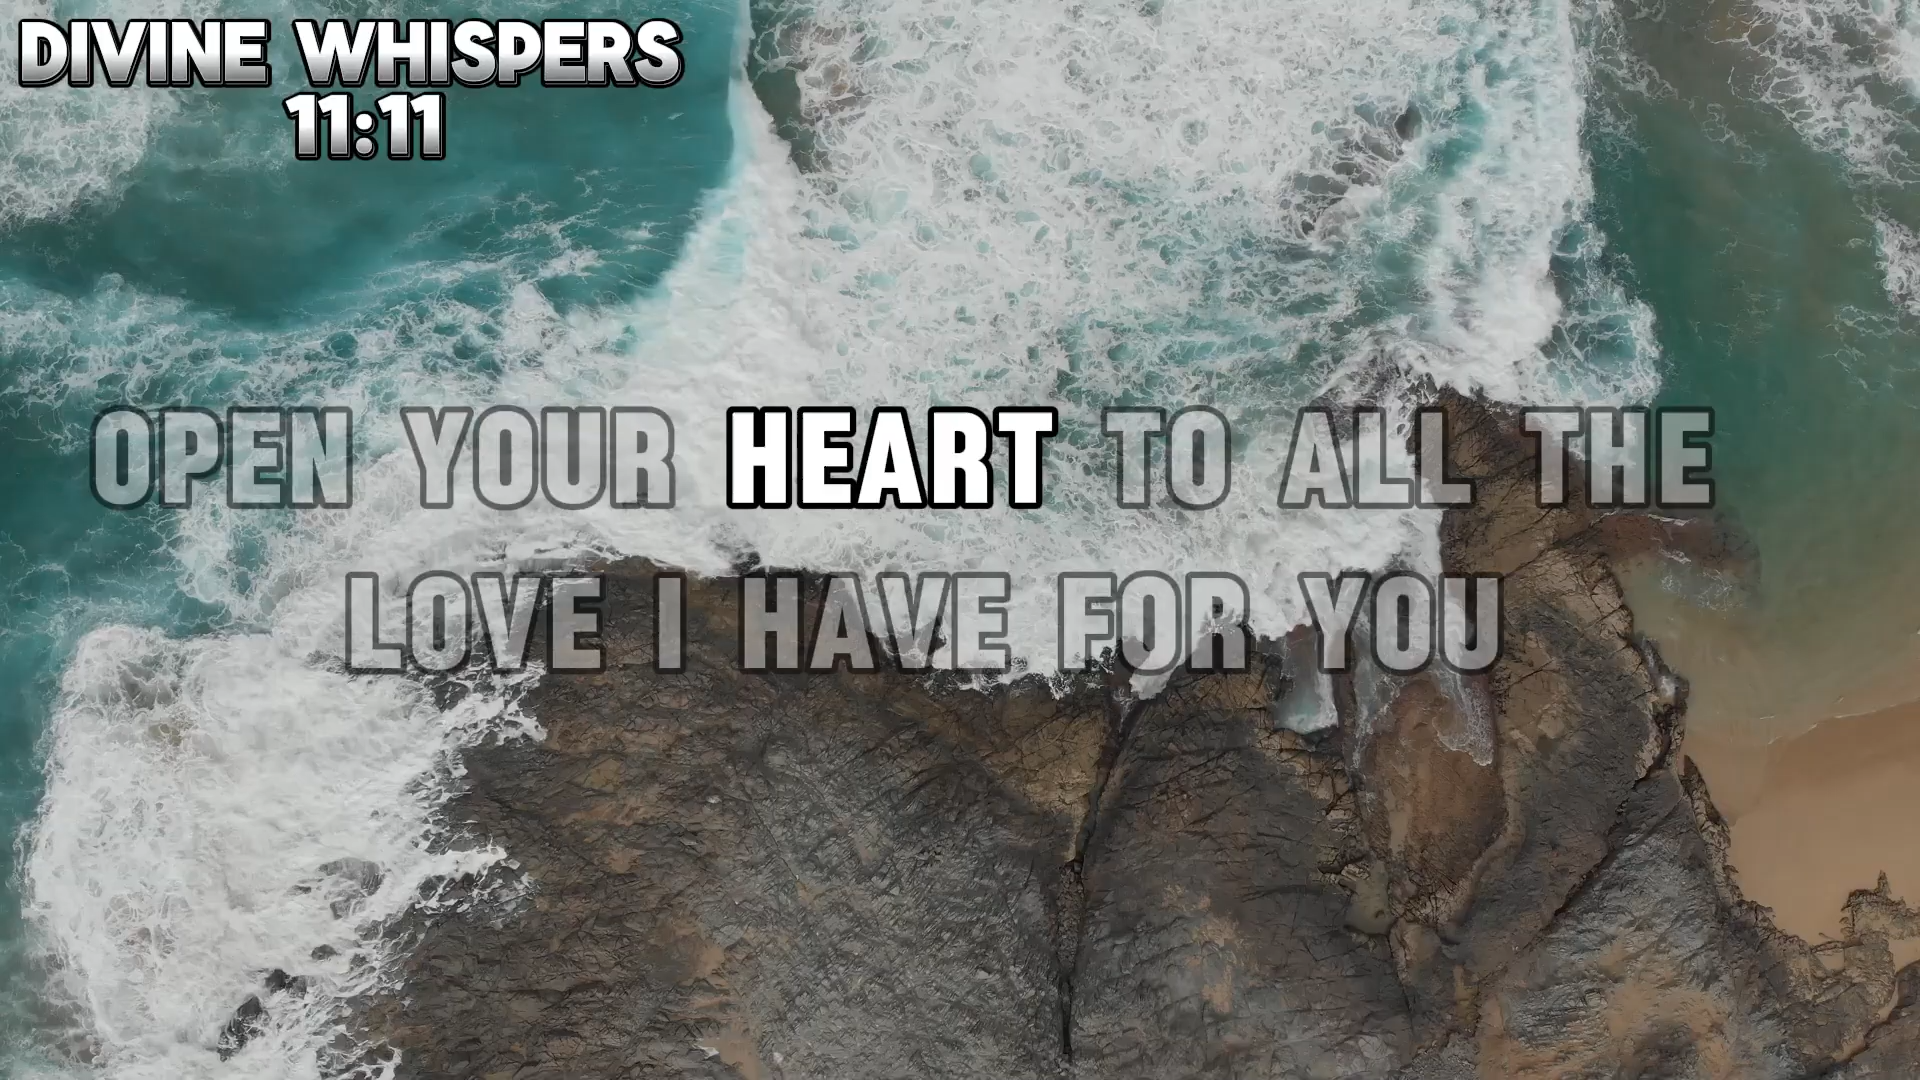 DIVINE WHISPERS
11:11
OPEN YOUR HEART TO ALL THE
LOVE I HAVE FOR YOU